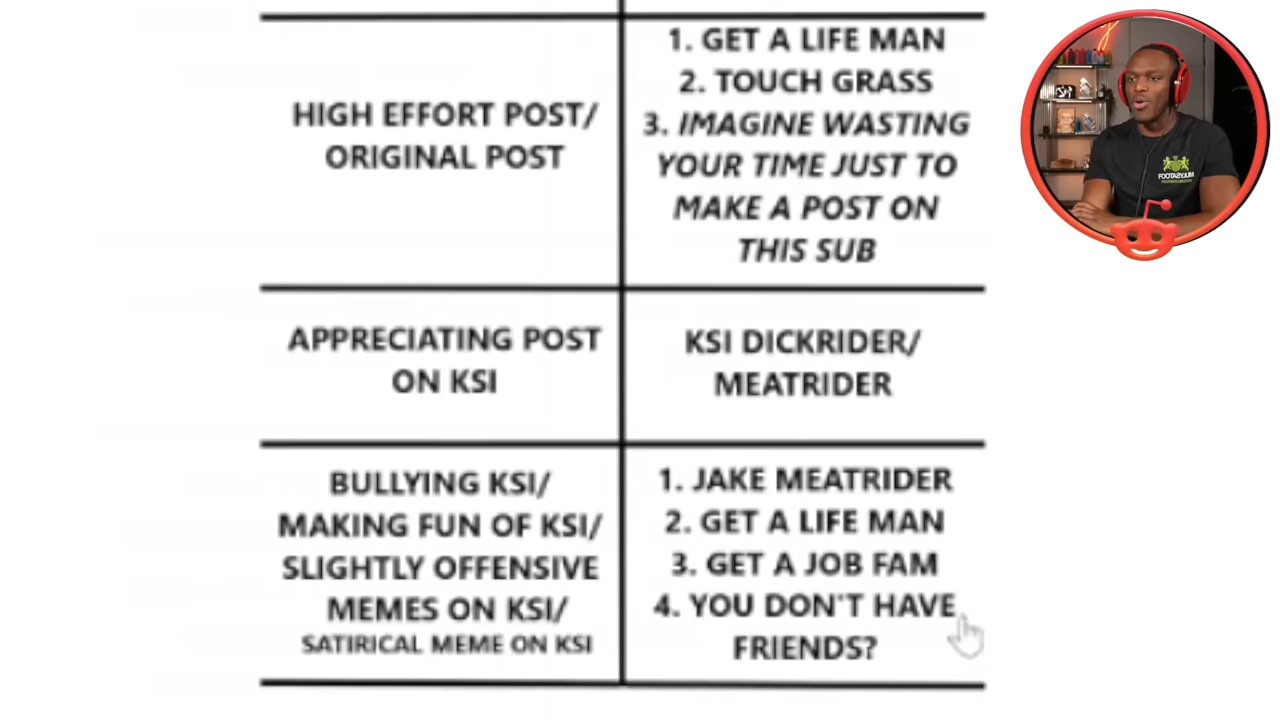 HIGH EFFORT POST/
ORIGINAL POST
1. GET A LIFE MAN
2. TOUCH GRASS
3. IMAGINE WASTING
YOUR TIME JUST TO
MAKE A POST ON
THIS SUB
APPRECIATING POST
ON KSI
KSI DICKRIDER/
MEATRIDER
BULLYING KSI/
MAKING FUN OF KSI/
SLIGHTLY OFFENSIVE
MEMES ON KSI/
SATIRICAL MEME ON KSI
1. JAKE MEATRIDER
2. GET A LIFE MAN
3. GET A JOB FAM
4. YOU DON'T HAVE
FRIENDS?
FOOTASYLUM